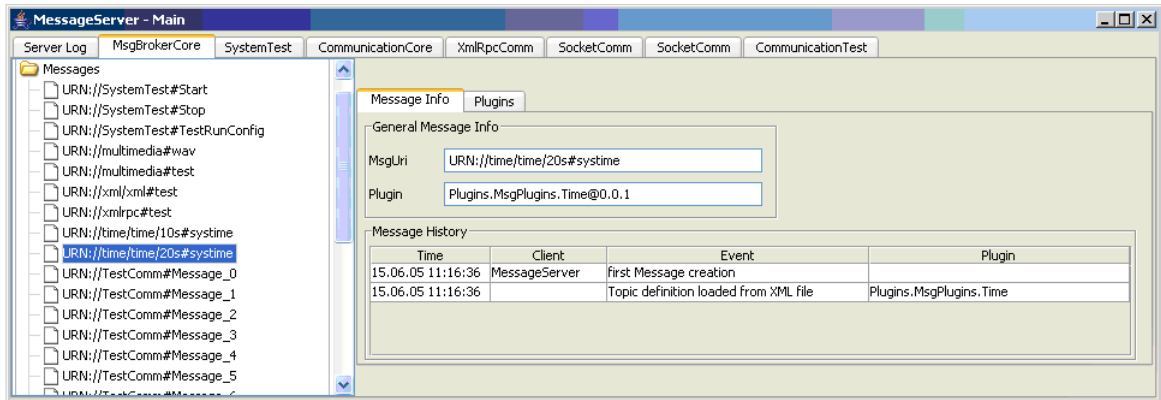 MessageServer - Main
Server Log MsgBrokerCore SystemTest CommunicationCore XmlRpcComm SocketComm SocketComm CommunicationTest
Messages
URN://SystemTest#Start
URN://SystemTest#Stop
URN://SystemTest#TestRunConfig
URN://multimedia#wav
URN://multimedia#test
URN://xml/xml#test
URN://xmlrpc#test
URN://time/time/10s#systime
URN://time/time/20s#systime
URN://TestComm#Message_0
URN://TestComm#Message_1
URN://TestComm#Message_2
URN://TestComm#Message_3
URN://TestComm#Message_4
URN://TestComm#Message_5
Message Info Plugins
General Message Info
MsgUri URN://time/time/20s#systime
Plugin Plugins.MsgPlugins.Time@0.0.1
Message History
Time Client Event Plugin
15.06.05 11:16:36 MessageServer first Message creation
15.06.05 11:16:36 Topic definition loaded from XML file Plugins.MsgPlugins.Time